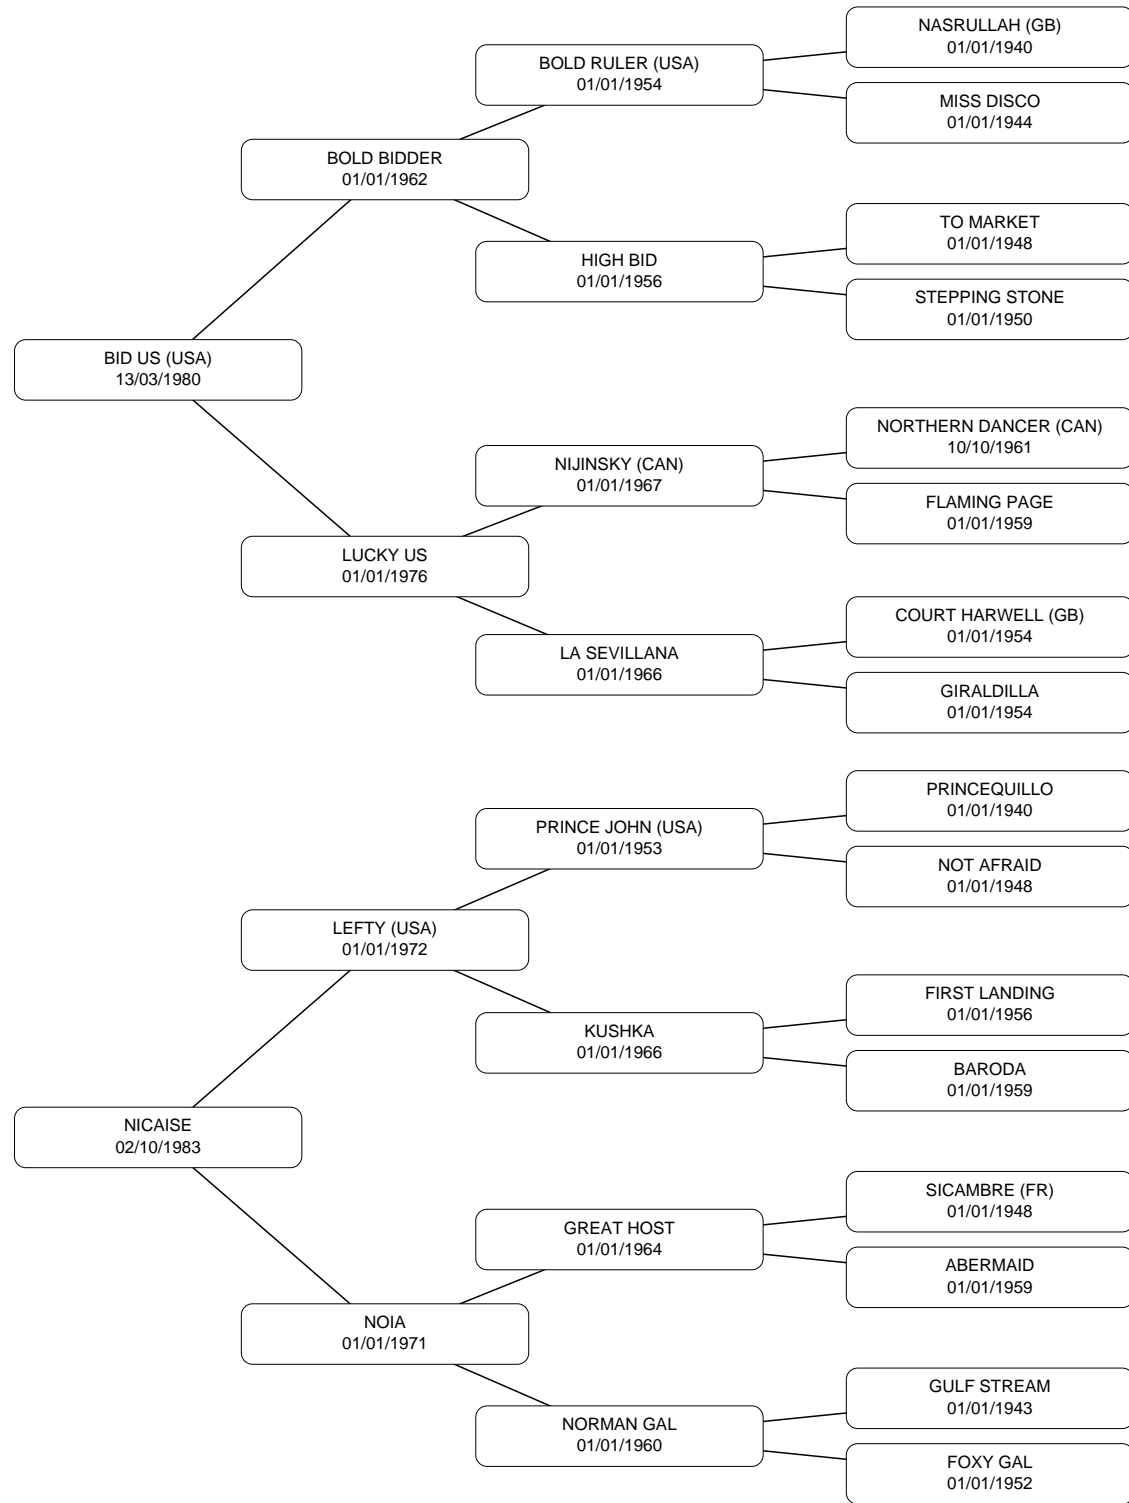 NASRULLAH (GB)
01/01/1940
BOLD RULER (USA)
01/01/1954
MISS DISCO
01/01/1944
BOLD BIDDER
01/01/1962
TO MARKET
01/01/1948
HIGH BID
01/01/1956
STEPPING STONE
01/01/1950
BID US (USA)
13/03/1980
NORTHERN DANCER (CAN)
10/10/1961
NIJINSKY (CAN)
01/01/1967
FLAMING PAGE
01/01/1959
LUCKY US
01/01/1976
COURT HARWELL (GB)
01/01/1954
LA SEVILLANA
01/01/1966
GIRALDILLA
01/01/1954
PRINCEQUILLO
01/01/1940
PRINCE JOHN (USA)
01/01/1953
NOT AFRAID
01/01/1948
LEFTY (USA)
01/01/1972
FIRST LANDING
01/01/1956
KUSHKA
01/01/1966
BARODA
01/01/1959
NICAISE
02/10/1983
SICAMBRE (FR)
01/01/1948
GREAT HOST
01/01/1964
ABERMAID
01/01/1959
NOIA
01/01/1971
GULF STREAM
01/01/1943
NORMAN GAL
01/01/1960
FOXY GAL
01/01/1952